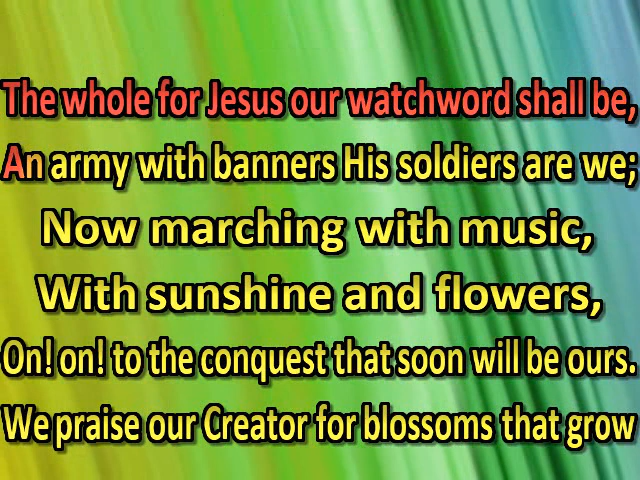 The whole for Jesus our watchword shall be,
An army with banners His soldiers are we;
Now marching with music,
With sunshine and flowers,
On! on! to the conquest that soon will be ours.
We praise our Creator for blossoms that grow